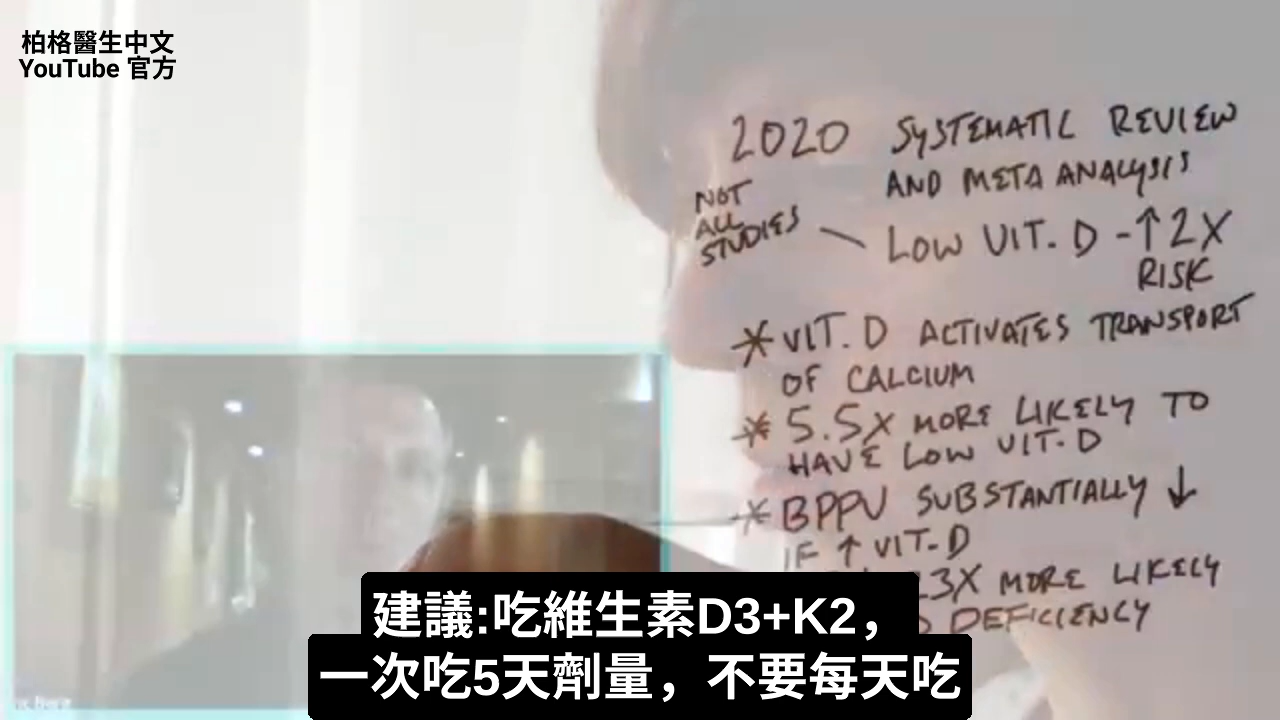 柏格醫生中文
YouTube 官方
2020 SYSTEMATIC REVIEW
AND META ANALYSIS
NOT
ALL
STUDIES
LOW VIT. D - ↑ 2X
RISK
* VIT. D ACTIVATES TRANSPORT
OF CALCIUM
* 5.5X MORE LIKELY TO
HAVE LOW VIT. D
* BPPV SUBSTANTIALLY ↓
IF ↑ VIT. D
23X MORE LIKELY
DEFICIENCY
建議:吃維生素D3+K2，
一次吃5天劑量，不要每天吃